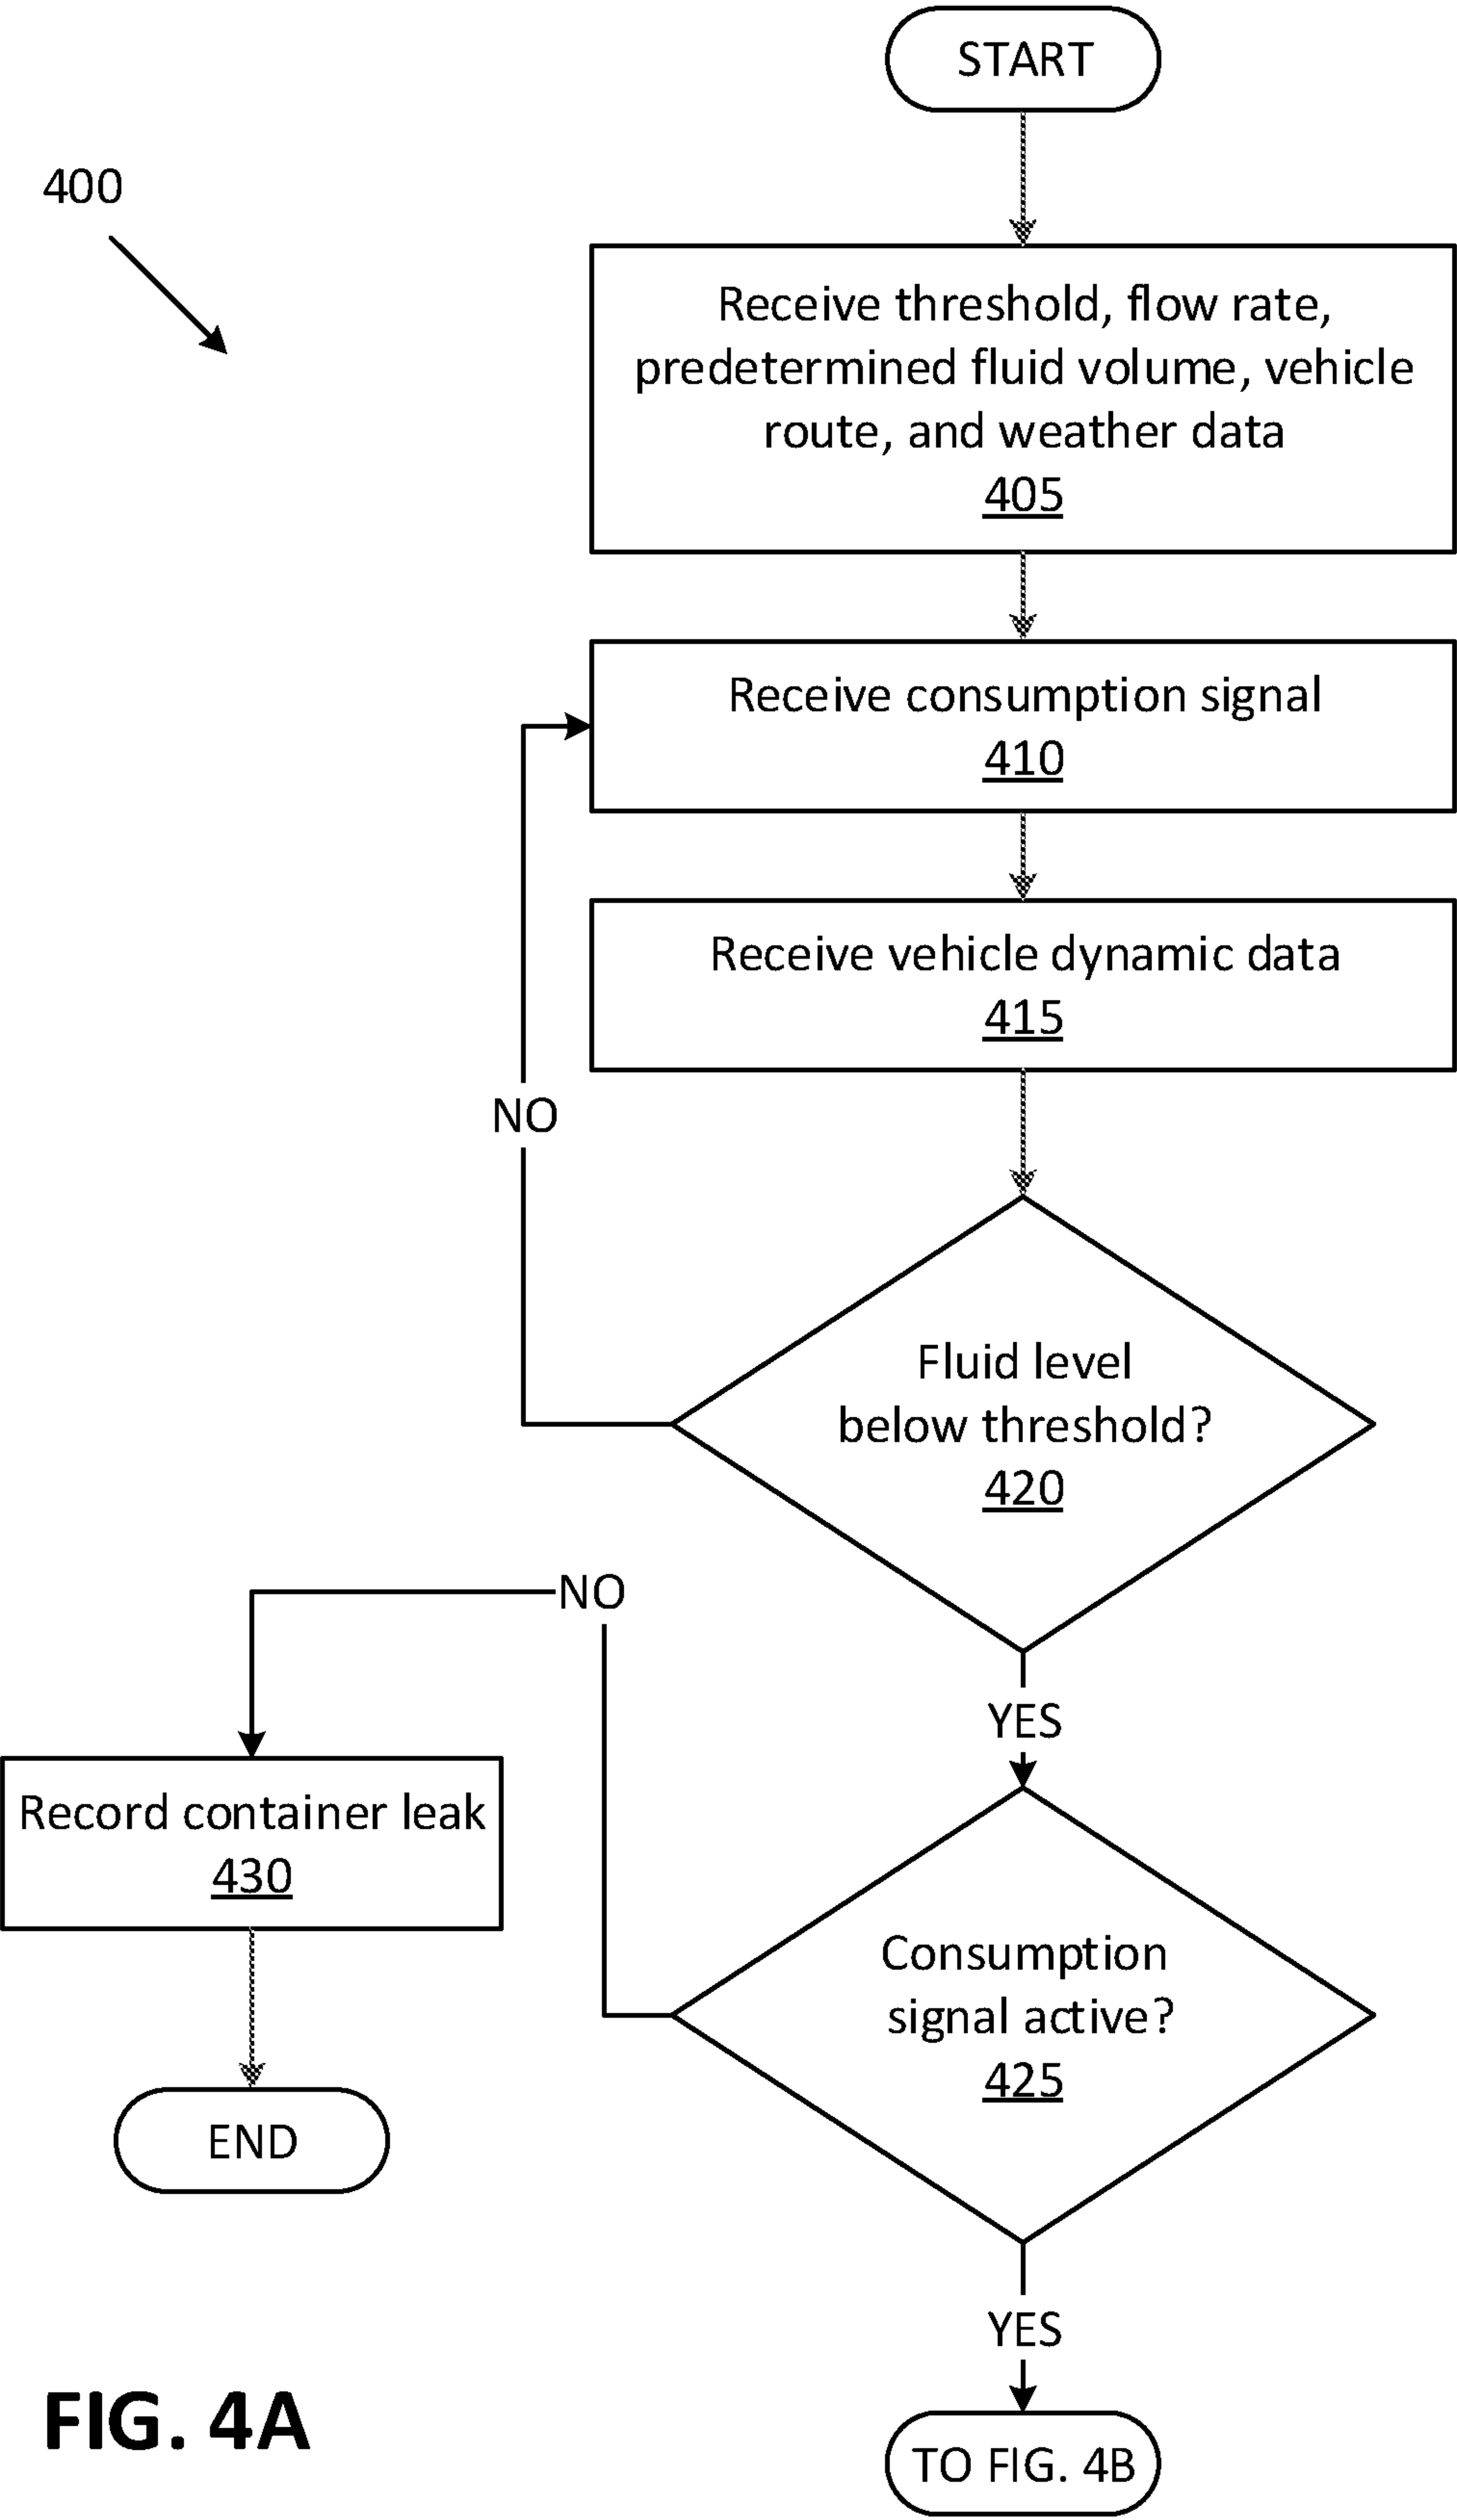 START
400
Receive threshold, flow rate,
predetermined fluid volume, vehicle
route, and weather data
405
Receive consumption signal
410
Receive vehicle dynamic data
415
NO
Fluid level
below threshold?
420
NO
YES
Record container leak
430
Consumption
signal active?
425
END
YES
FIG. 4A
TO FIG. 4B